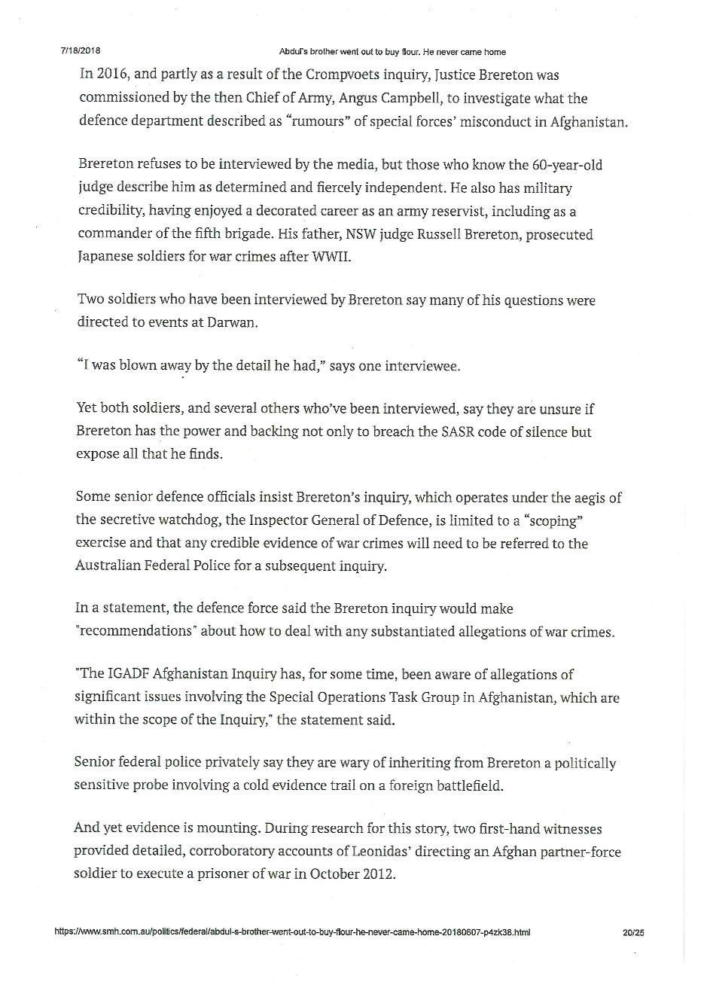 7/18/2018
Abdul's brother went out to buy flour. He never came home
In 2016, and partly as a result of the Crompvoets inquiry, Justice Brereton was
commissioned by the then Chief of Army, Angus Campbell, to investigate what the
defence department described as “rumours” of special forces’ misconduct in Afghanistan.
Brereton refuses to be interviewed by the media, but those who know the 60-year-old
judge describe him as determined and fiercely independent. He also has military
credibility, having enjoyed a decorated career as an army reservist, including as a
commander of the fifth brigade. His father, NSW judge Russell Brereton, prosecuted
Japanese soldiers for war crimes after WWII.
Two soldiers who have been interviewed by Brereton say many of his questions were
directed to events at Darwan.
“I was blown away by the detail he had,” says one interviewee.
Yet both soldiers, and several others who’ve been interviewed, say they are unsure if
Brereton has the power and backing not only to breach the SASR code of silence but
expose all that he finds.
Some senior defence officials insist Brereton’s inquiry, which operates under the aegis of
the secretive watchdog, the Inspector General of Defence, is limited to a “scoping”
exercise and that any credible evidence of war crimes will need to be referred to the
Australian Federal Police for a subsequent inquiry.
In a statement, the defence force said the Brereton inquiry would make
"recommendations" about how to deal with any substantiated allegations of war crimes.
"The IGADF Afghanistan Inquiry has, for some time, been aware of allegations of
significant issues involving the Special Operations Task Group in Afghanistan, which are
within the scope of the Inquiry," the statement said.
Senior federal police privately say they are wary of inheriting from Brereton a politically
sensitive probe involving a cold evidence trail on a foreign battlefield.
And yet evidence is mounting. During research for this story, two first-hand witnesses
provided detailed, corroboratory accounts of Leonidas’ directing an Afghan partner-force
soldier to execute a prisoner of war in October 2012.
https://www.smh.com.au/politics/federal/abdul-s-brother-went-out-to-buy-flour-he-never-came-home-20180607-p4zk38.html
20/25